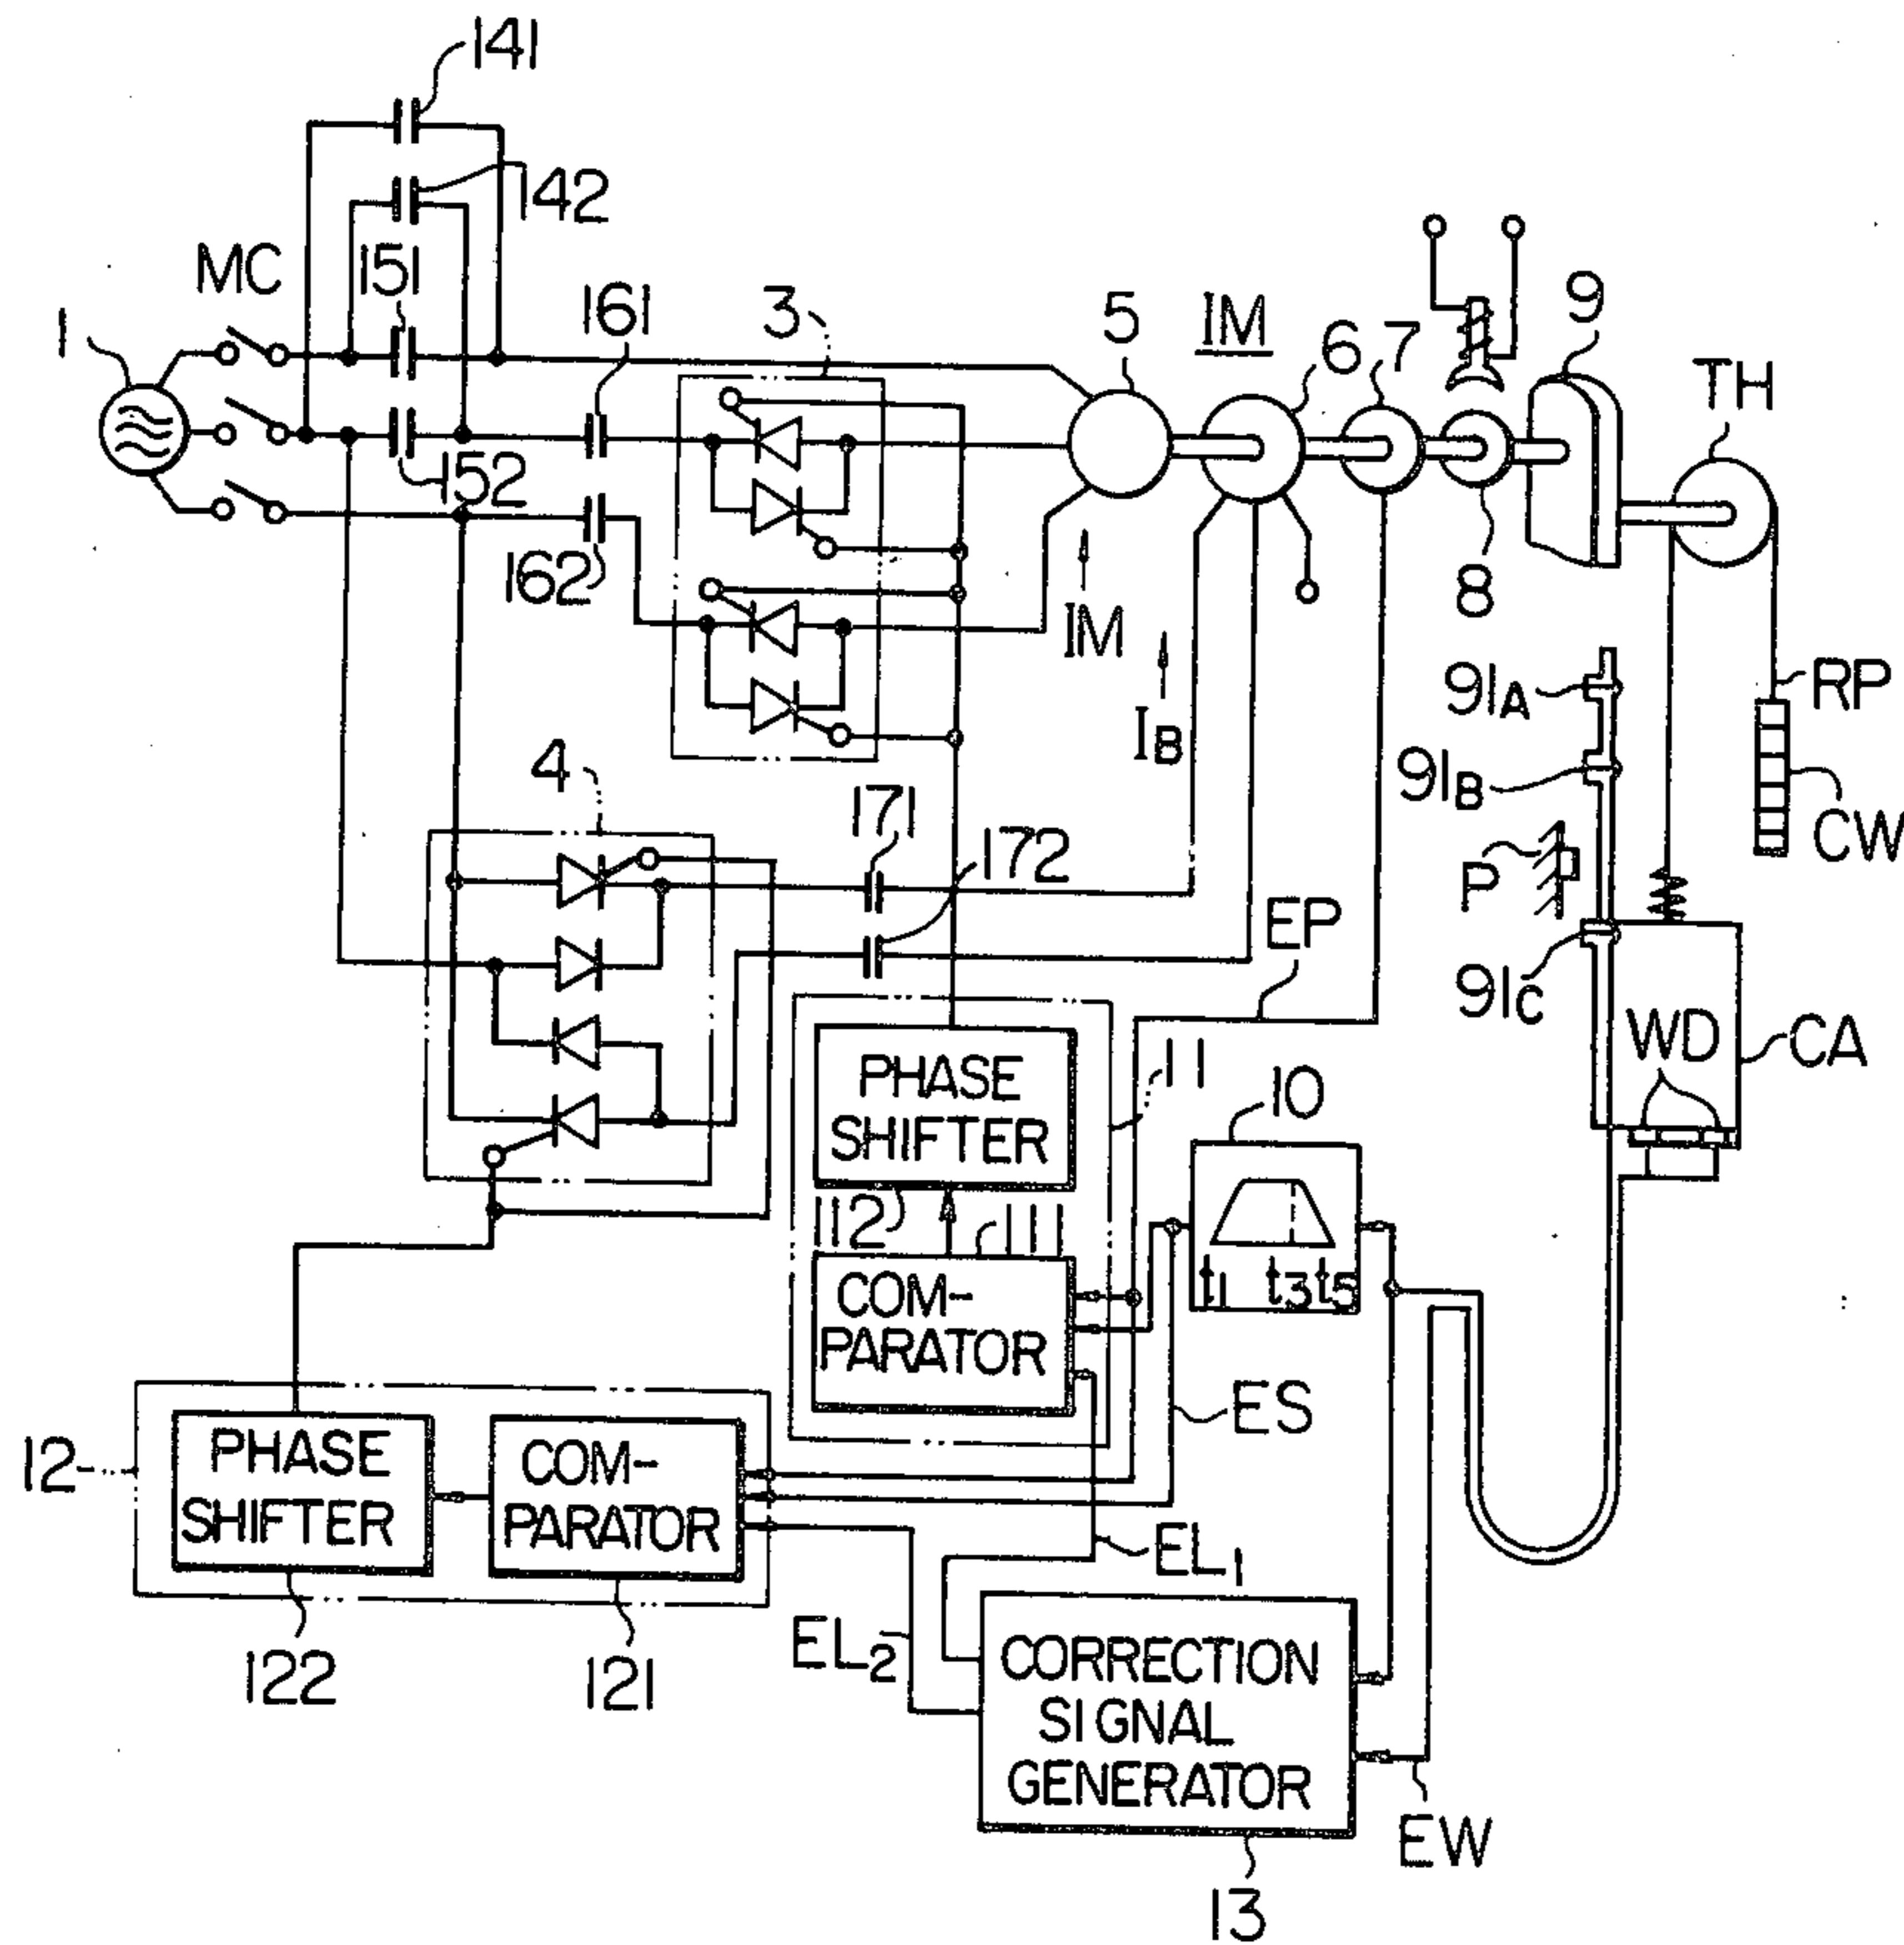 141
142
MC
151
161
3
5
IM
6
7
9
TH
1
152
162
8
IM
IB
91A
91B
RP
CW
P
4
171
172
EP
91C
WD
CA
PHASE
SHIFTER
11
10
112
111
t1
t3
t5
COM-
PARATOR
ES
12
PHASE
SHIFTER
COM-
PARATOR
EL1
EL2
122
121
CORRECTION
SIGNAL
GENERATOR
EW
13